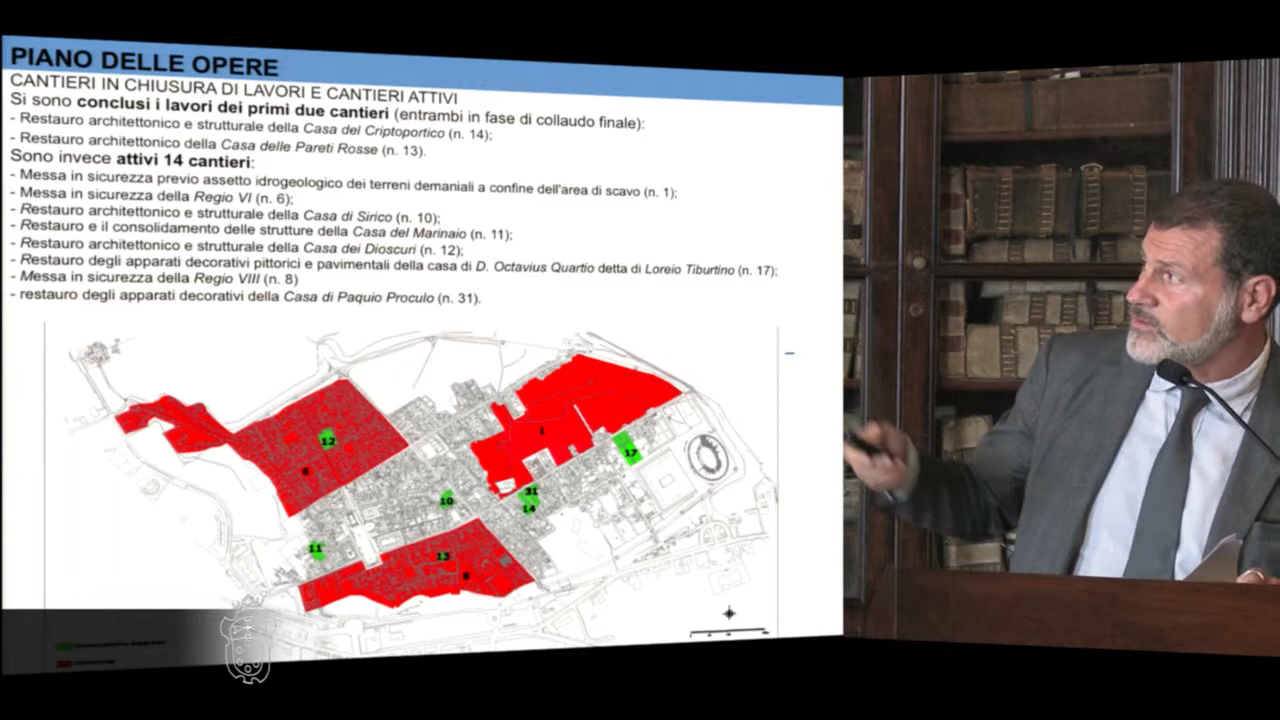 PIANO DELLE OPERE
CANTIERI IN CHIUSURA DI LAVORI E CANTIERI ATTIVI
Si sono conclusi i lavori dei primi due cantieri (entrambi in fase di collaudo finale):
- Restauro architettonico e strutturale della Casa del Criptoportico (n. 14);
- Restauro architettonico della Casa delle Pareti Rosse (n. 13).
Sono invece attivi 14 cantieri:
- Messa in sicurezza previo assetto idrogeologico dei terreni demaniali a confine dell'area di scavo (n. 1);
- Messa in sicurezza della Regio VI (n. 6);
- Restauro architettonico e strutturale della Casa di Sirico (n. 10);
- Restauro e il consolidamento delle strutture della Casa del Marinaio (n. 11);
- Restauro architettonico e strutturale della Casa dei Dioscuri (n. 12);
- Restauro degli apparati decorativi pittorici e pavimentali della casa di D. Octavius Quartio detta di Loreio Tiburtino (n. 17);
- Messa in sicurezza della Regio VIII (n. 8)
- restauro degli apparati decorativi della Casa di Paquio Proculo (n. 31).
1
12
17
6
31
10
14
11
13
8